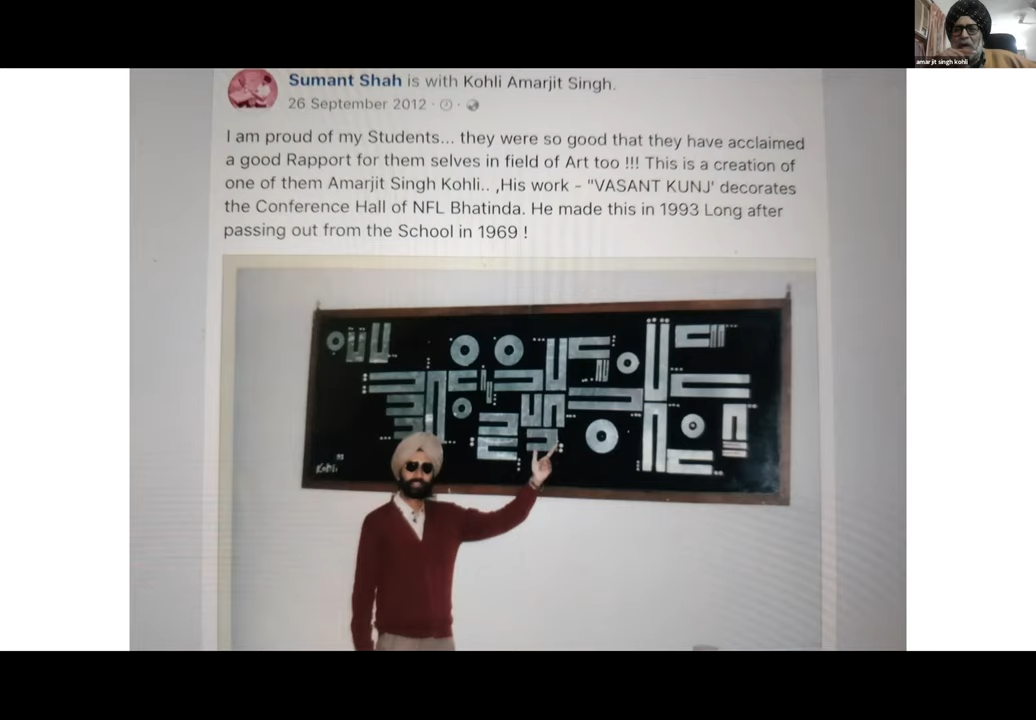 amarjit singh kohli
Sumant Shah is with Kohli Amarjit Singh.
26 September 2012
I am proud of my Students... they were so good that they have acclaimed
a good Rapport for them selves in field of Art too !!! This is a creation of
one of them Amarjit Singh Kohli.. ,His work - "VASANT KUNJ' decorates
the Conference Hall of NFL Bhatinda. He made this in 1993 Long after
passing out from the School in 1969 !
Kohli 93